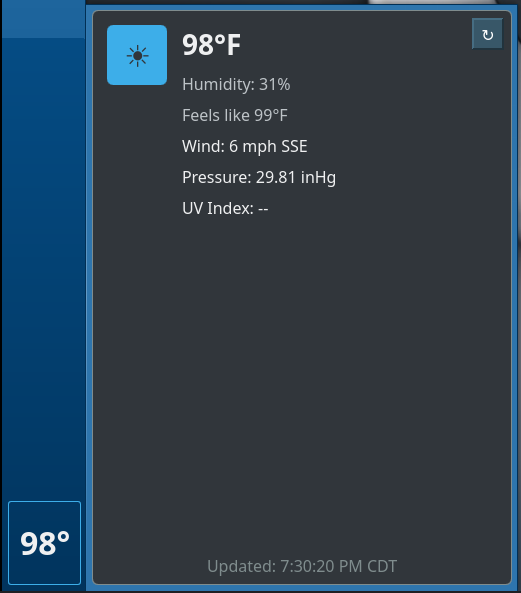 98°F
↻
Humidity: 31%
Feels like 99°F
Wind: 6 mph SSE
Pressure: 29.81 inHg
UV Index: --
98°
Updated: 7:30:20 PM CDT